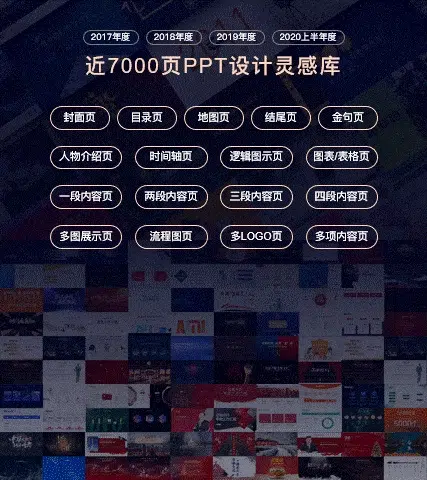 2017年度 2018年度 2019年度 2020上半年度
近7000页PPT设计灵感库
封面页 目录页 地图页 结尾页 金句页
人物介绍页 时间轴页 逻辑图示页 图表/表格页
一段内容页 两段内容页 三段内容页 四段内容页
多图展示页 流程图页 多LOGO页 多项内容页